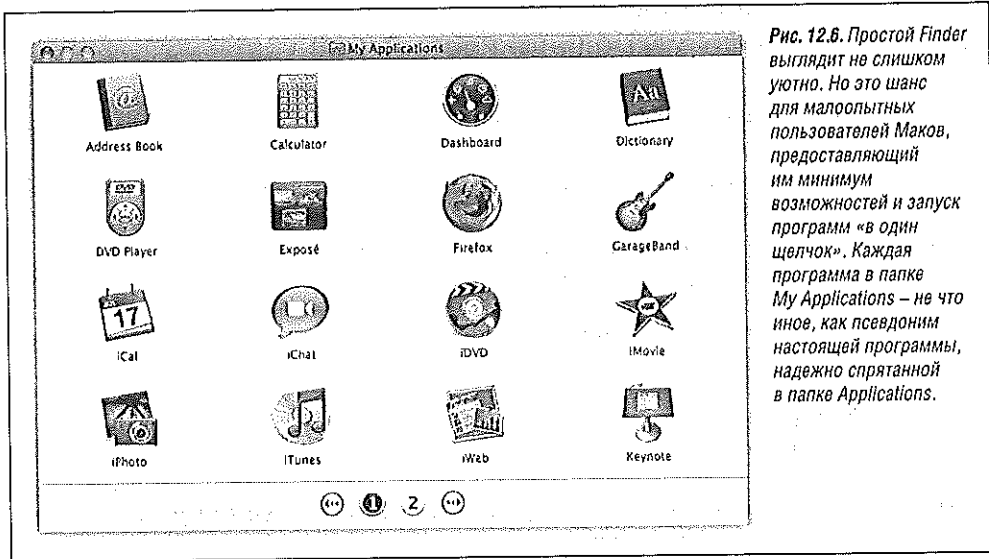 My Applications
Address Book
Calculator
Dashboard
Dictionary
Aa
DVD
DVD Player
Exposé
Firefox
GarageBand
17
iCal
iChat
iDVD
iMovie
iPhoto
iTunes
iWeb
Keynote
1 2
Рис. 12.6. Простой Finder
выглядит не слишком
уютно. Но это шанс
для малоопытных
пользователей Маков,
предоставляющий
им минимум
возможностей и запуск
программ «в один
щелчок». Каждая
программа в папке
My Applications – не что
иное, как псевдоним
настоящей программы,
надежно спрятанной
в папке Applications.